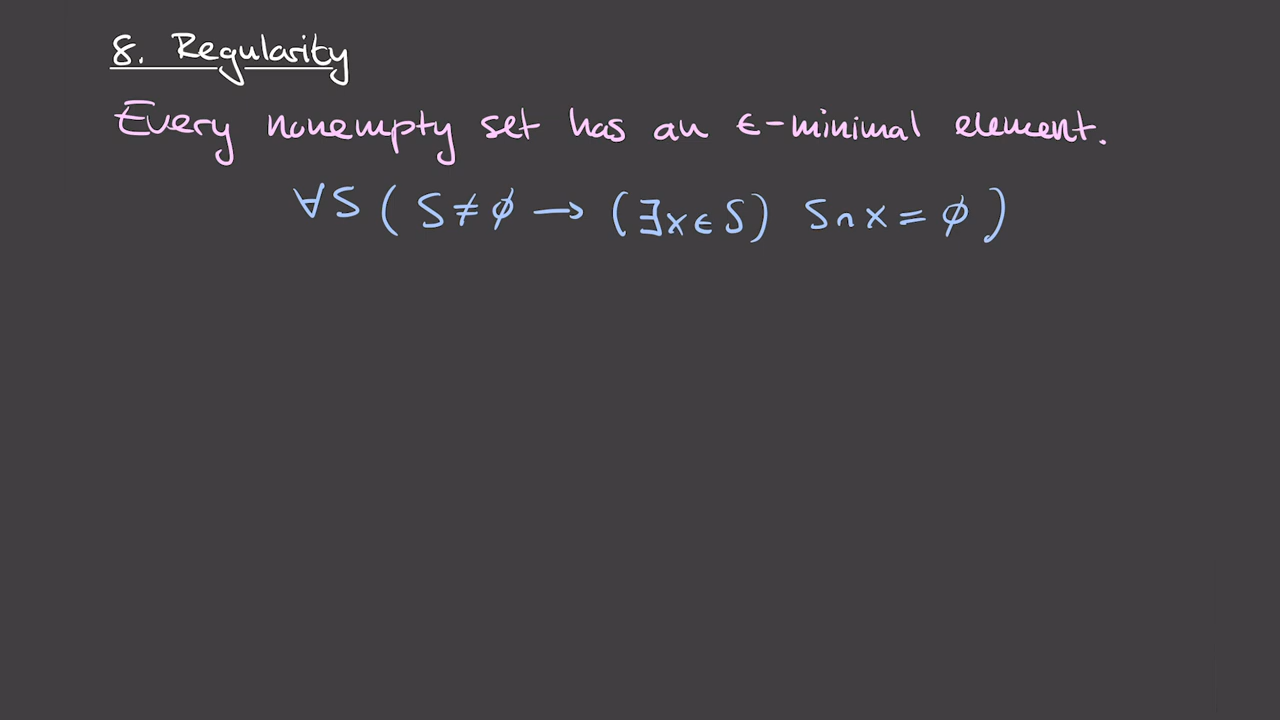 8. Regularity
Every nonempty set has an ϵ-minimal element.
∀S ( S ≠ ϕ → (∃x ϵ S) S ∩ x = ϕ )